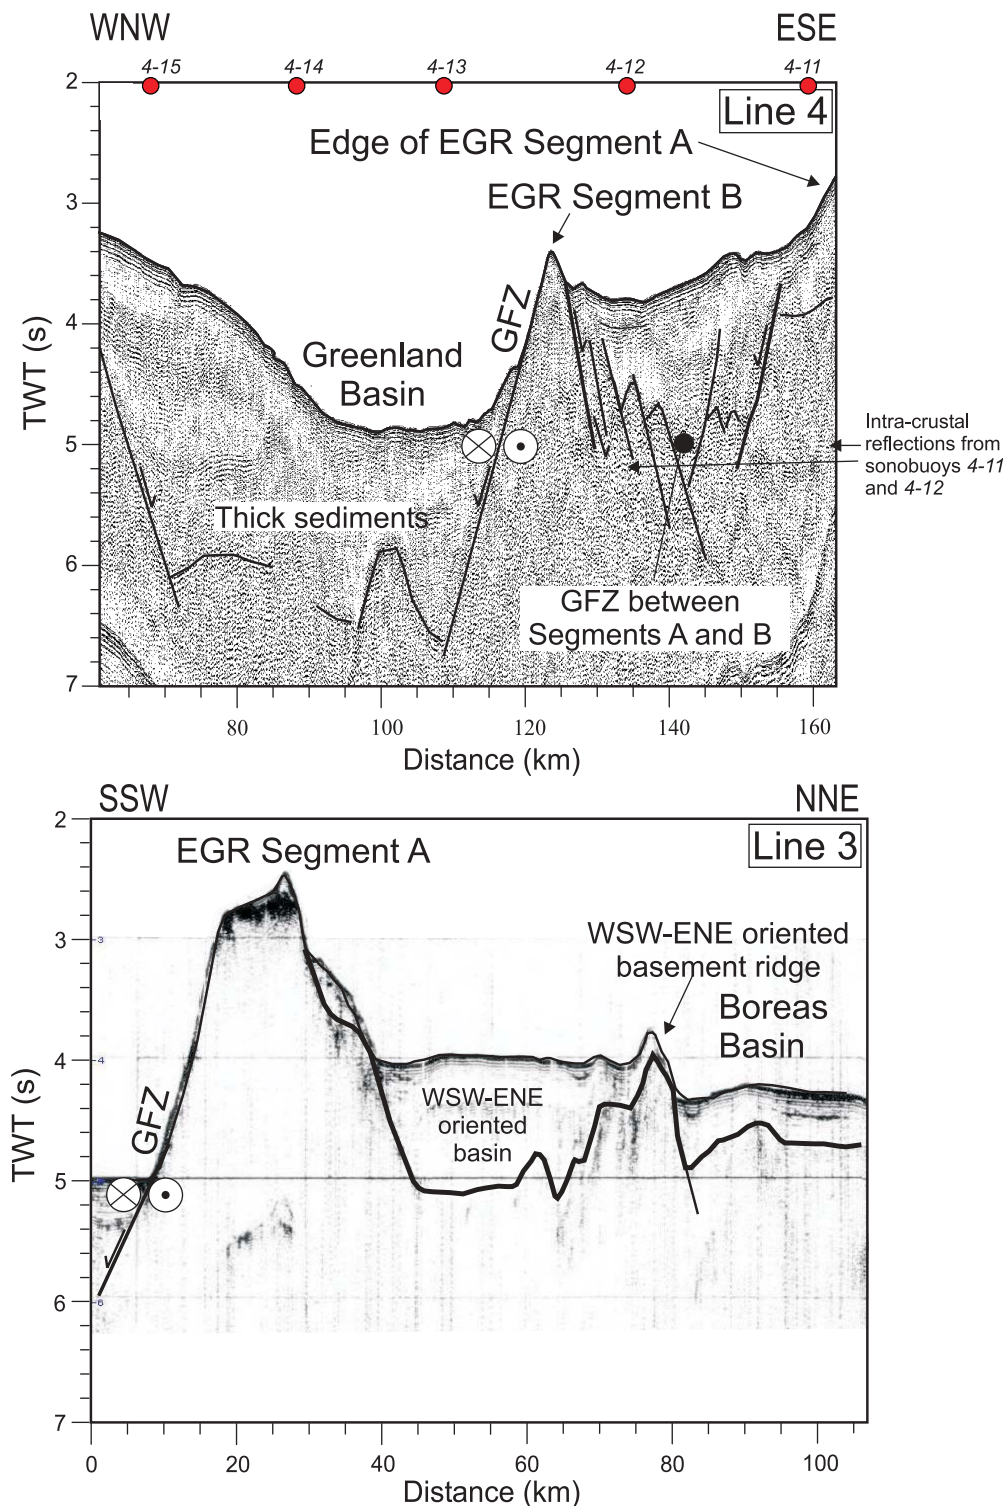 WNW ESE
4-15 4-14 4-13 4-12 4-11
2
Line 4
Edge of EGR Segment A
EGR Segment B
3
GFZ
4
TWT (s)
Greenland
Basin
5
Intra-crustal
reflections from
sonobuoys 4-11
and 4-12
Thick sediments
6
GFZ between
Segments A and B
7
80 100 120 140 160
Distance (km)
SSW NNE
2
EGR Segment A
Line 3
3
-3
WSW-ENE oriented
basement ridge
Boreas
Basin
4
-4
TWT (s)
GFZ
WSW-ENE
oriented
basin
5
6
-6
7
0 20 40 60 80 100
Distance (km)